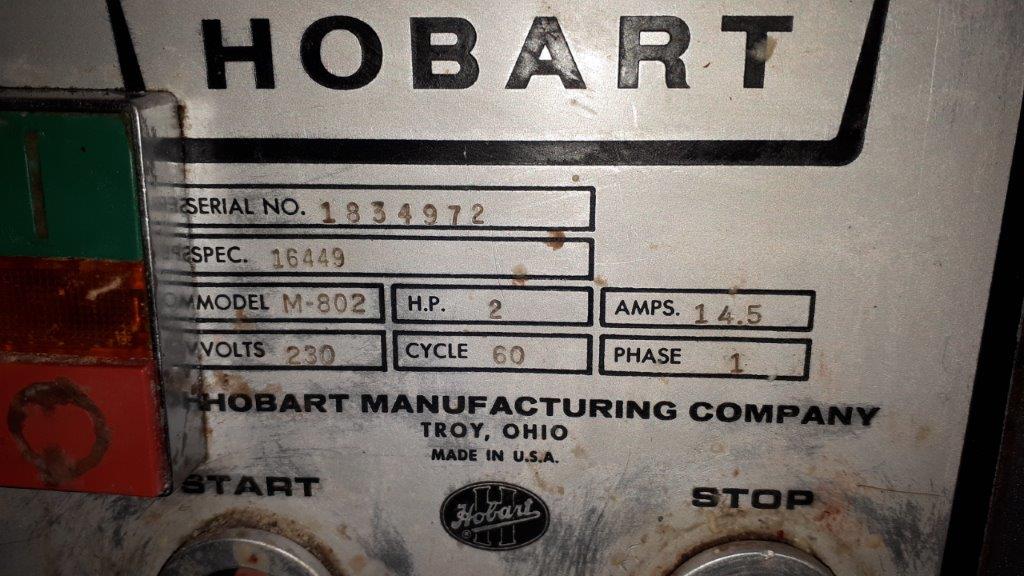 HOBART
SERIAL NO. 1834972
SPEC. 16449
MODEL M-802 H.P. 2 AMPS. 14.5
VOLTS 230 CYCLE 60 PHASE 1
HOBART MANUFACTURING COMPANY
TROY, OHIO
MADE IN U.S.A.
START STOP
Hobart